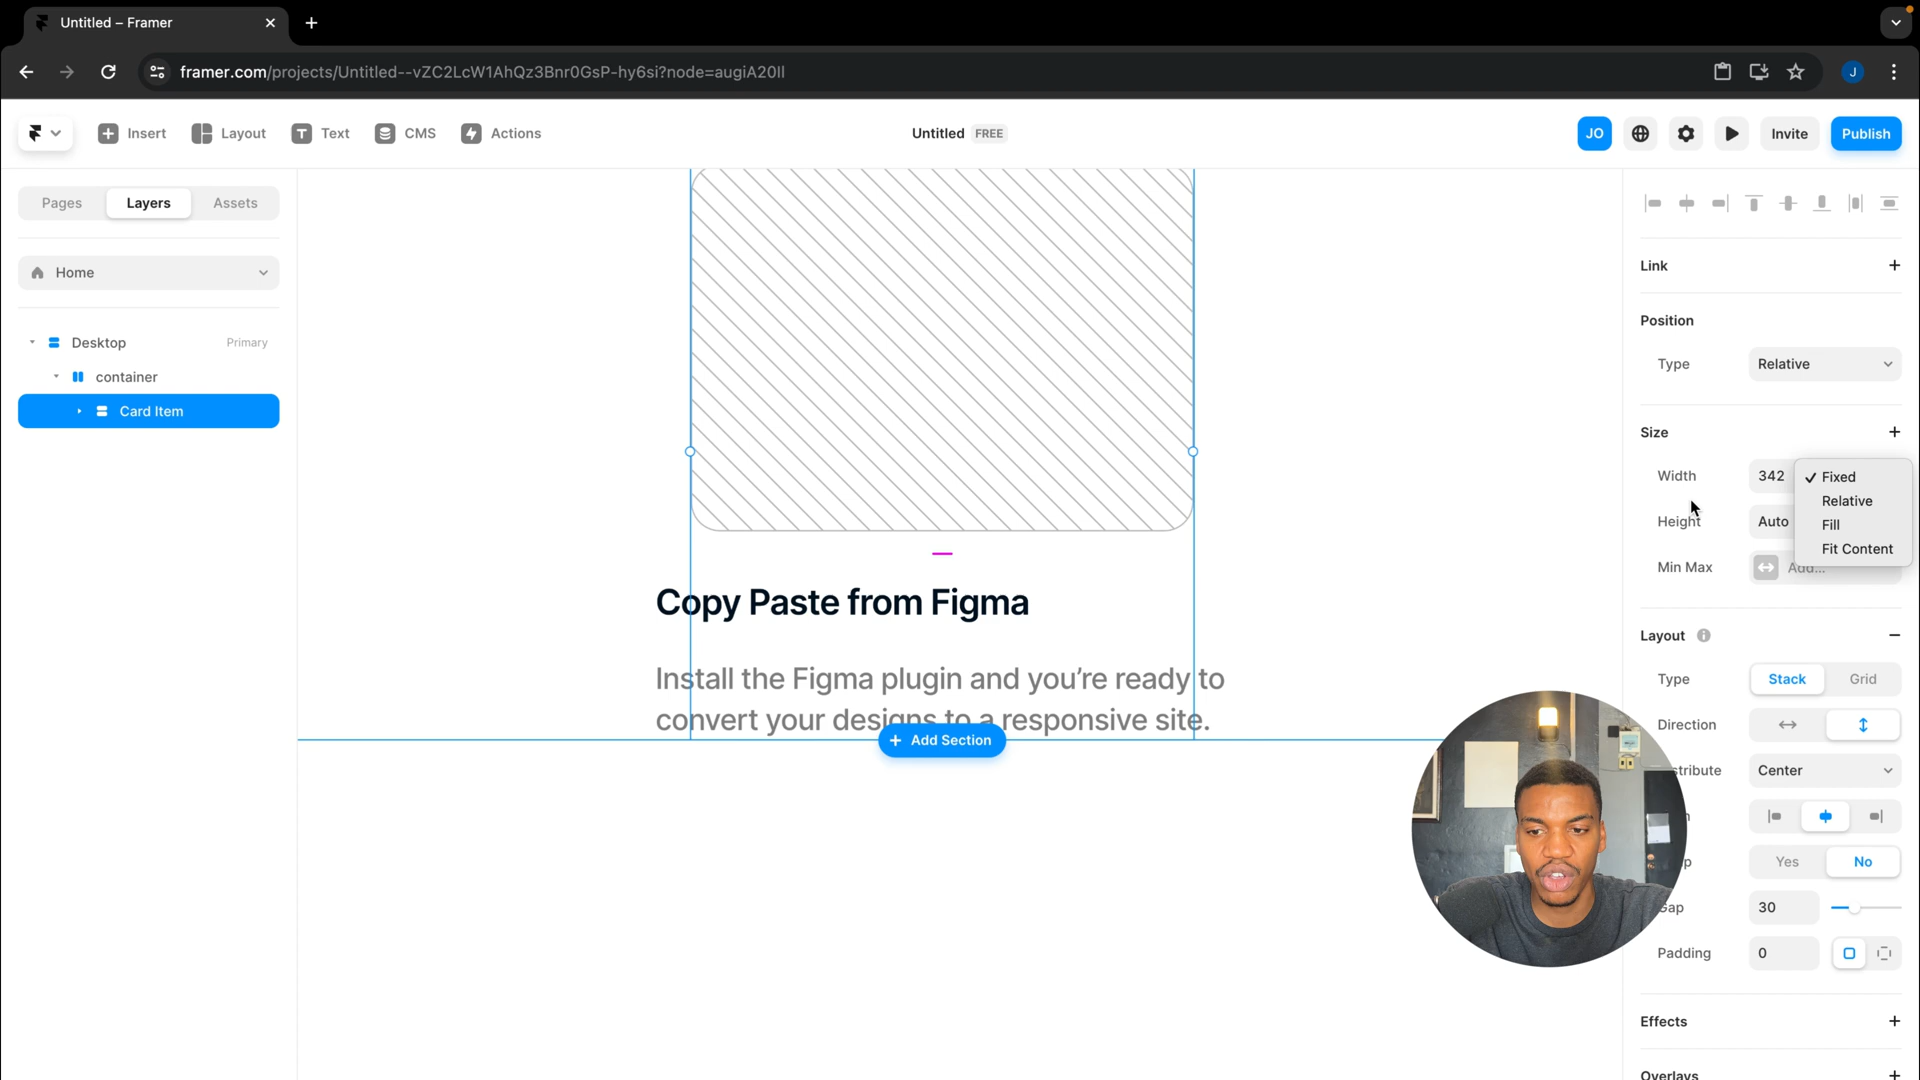 Untitled – Framer
framer.com/projects/Untitled--vZC2LcW1AhQz3Bnr0GsP-hy6si?node=augiA20Il
J
Insert
Layout
Text
CMS
Actions
Untitled FREE
JO
Invite
Publish
Pages
Layers
Assets
Home
Desktop Primary
container
Card Item
Copy Paste from Figma
Install the Figma plugin and you're ready to
convert your designs to a responsive site.
+ Add Section
Link
Position
Type Relative
Size
Width 342
Fixed
Relative
Fill
Fit Content
Height Auto
Min Max Add...
Layout
Type Stack Grid
Direction
stribute Center
Yes No
Gap 30
Padding 0
Effects
Overlays